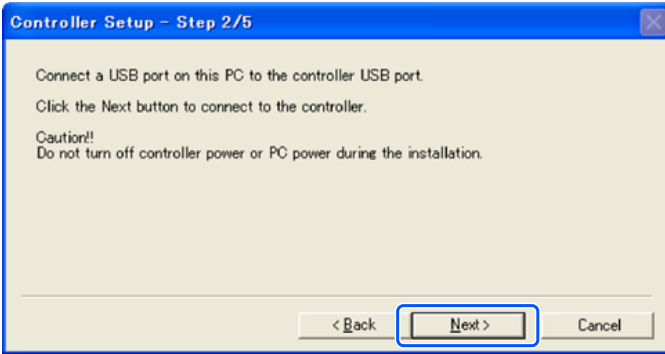 Controller Setup - Step 2/5
Connect a USB port on this PC to the controller USB port.
Click the Next button to connect to the controller.
Caution!!
Do not turn off controller power or PC power during the installation.
< Back
Next >
Cancel